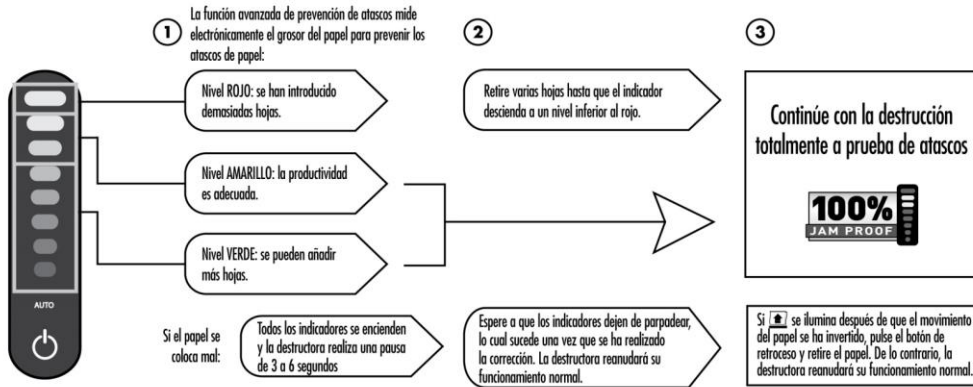 1
La función avanzada de prevención de atascos mide
electrónicamente el grosor del papel para prevenir los
atascos de papel:
Nivel ROJO: se han introducido
demasiadas hojas.
Nivel AMARILLO: la productividad
es adecuada.
Nivel VERDE: se pueden añadir
más hojas.
2
Retire varias hojas hasta que el indicador
descienda a un nivel inferior al rojo.
3
Continúe con la destrucción
totalmente a prueba de atascos
100%
JAM PROOF
AUTO
Si el papel se
coloca mal:
Todos los indicadores se encienden
y la destructora realiza una pausa
de 3 a 6 segundos
Espere a que los indicadores dejen de parpadear,
lo cual sucede una vez que se ha realizado
la corrección. La destructora reanudará su
funcionamiento normal.
Si se ilumina después de que el movimiento
del papel se ha invertido, pulse el botón de
retroceso y retire el papel. De lo contrario, la
destructora reanudará su funcionamiento normal.